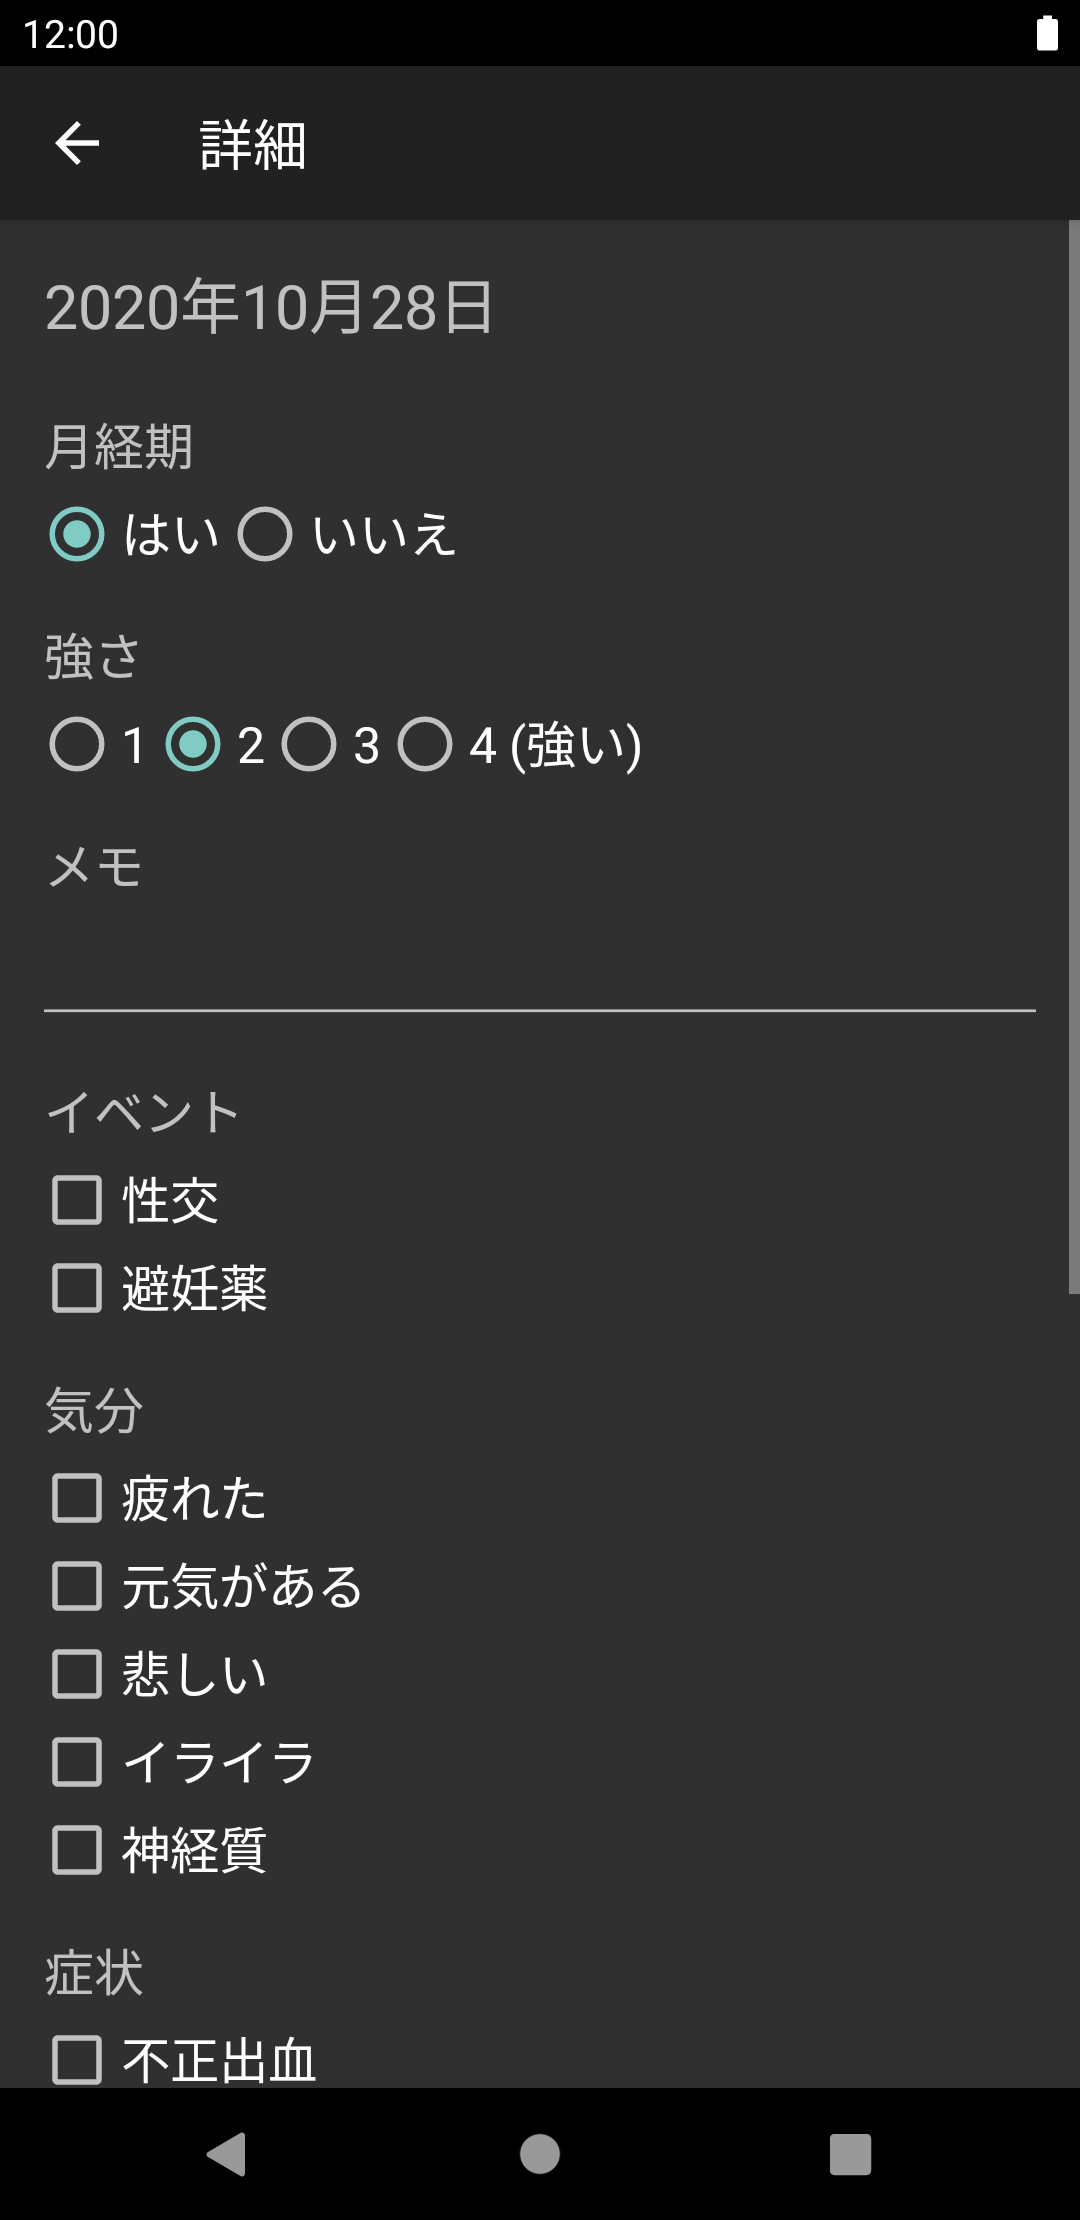 12:00
詳細
2020年10月28日
月経期
はい いいえ
強さ
1 2 3 4 (強い)
メモ
イベント
性交
避妊薬
気分
疲れた
元気がある
悲しい
イライラ
神経質
症状
不正出血